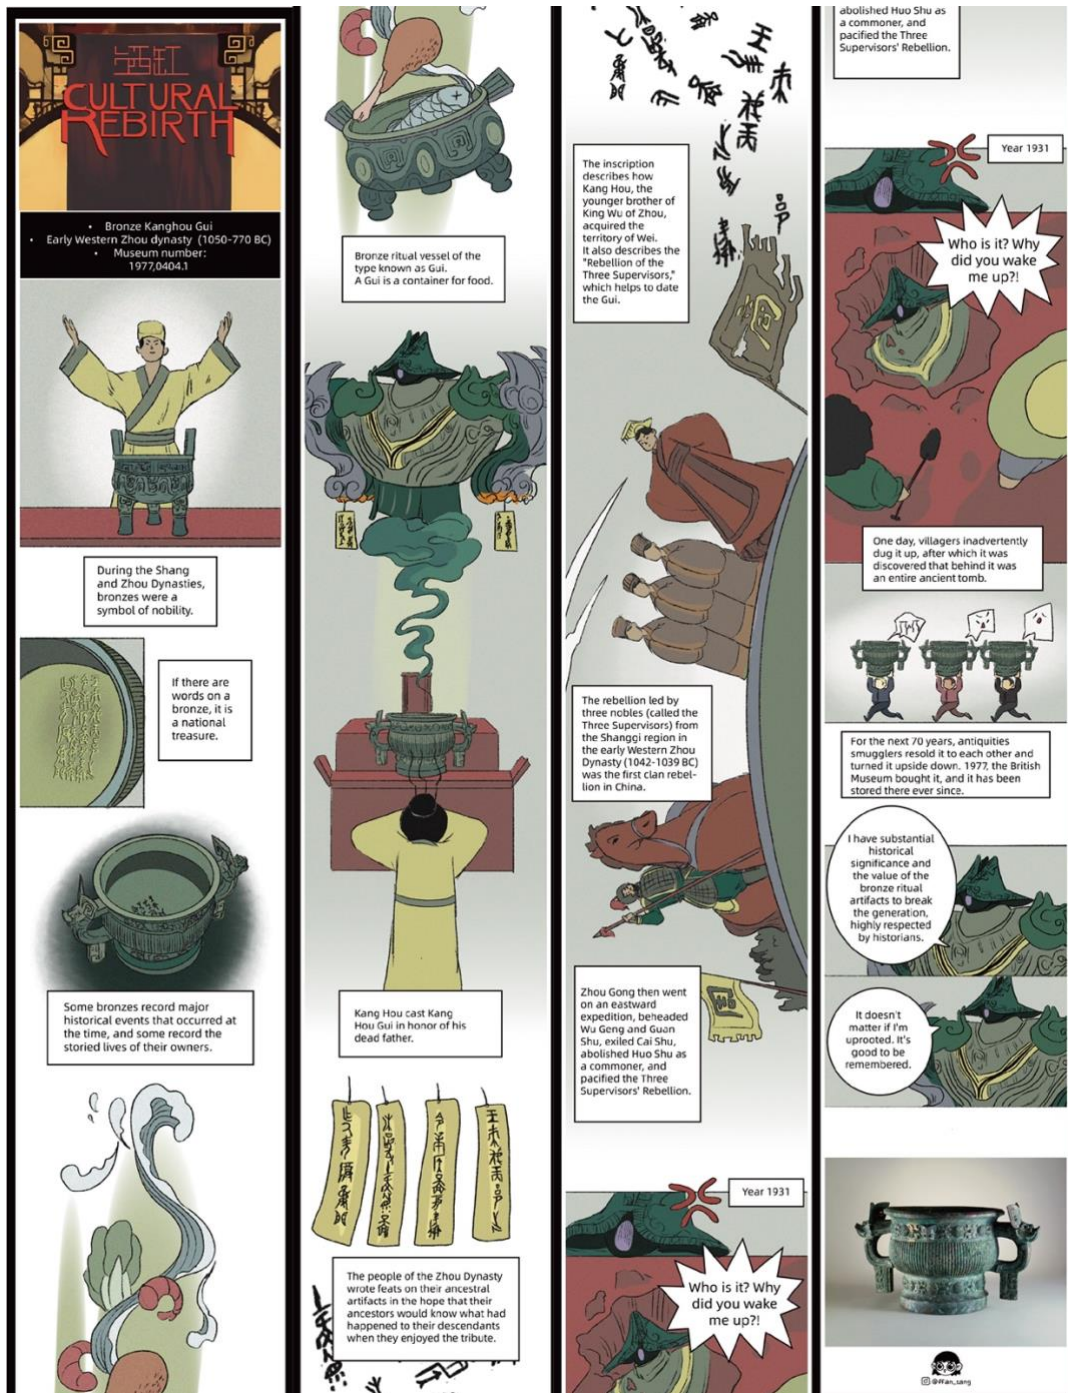 CULTURAL
REBIRTH
• Bronze Kanghou Gui
• Early Western Zhou dynasty (1050-770 BC)
• Museum number:
1977,0404.1
During the Shang
and Zhou Dynasties,
bronzes were a
symbol of nobility.
If there are
words on a
bronze, it is
a national
treasure.
Some bronzes record major
historical events that occurred at
the time, and some record the
storied lives of their owners.
Bronze ritual vessel of the
type known as Gui.
A Gui is a container for food.
Kang Hou cast Kang
Hou Gui in honor of his
dead father.
The people of the Zhou Dynasty
wrote feats on their ancestral
artifacts in the hope that their
ancestors would know what had
happened to their descendants
when they enjoyed the tribute.
The inscription
describes how
Kang Hou, the
younger brother of
King Wu of Zhou,
acquired the
territory of Wei.
It also describes the
"Rebellion of the
Three Supervisors,"
which helps to date
the Gui.
The rebellion led by
three nobles (called the
Three Supervisors) from
the Shanggi region in
the early Western Zhou
Dynasty (1042-1039 BC)
was the first clan rebel-
lion in China.
Zhou Gong then went
on an eastward
expedition, beheaded
Wu Geng and Guan
Shu, exiled Cai Shu,
abolished Huo Shu as
a commoner, and
pacified the Three
Supervisors' Rebellion.
Year 1931
Who is it? Why
did you wake
me up?!
abolished Huo Shu as
a commoner, and
pacified the Three
Supervisors' Rebellion.
Year 1931
Who is it? Why
did you wake
me up?!
One day, villagers inadvertently
dug it up, after which it was
discovered that behind it was
an entire ancient tomb.
For the next 70 years, antiquities
smugglers resold it to each other and
turned it upside down. 1977, the British
Museum bought it, and it has been
stored there ever since.
I have substantial
historical
significance and
the value of the
bronze ritual
artifacts to break
the generation,
highly respected
by historians.
It doesn't
matter if I'm
uprooted. It's
good to be
remembered.